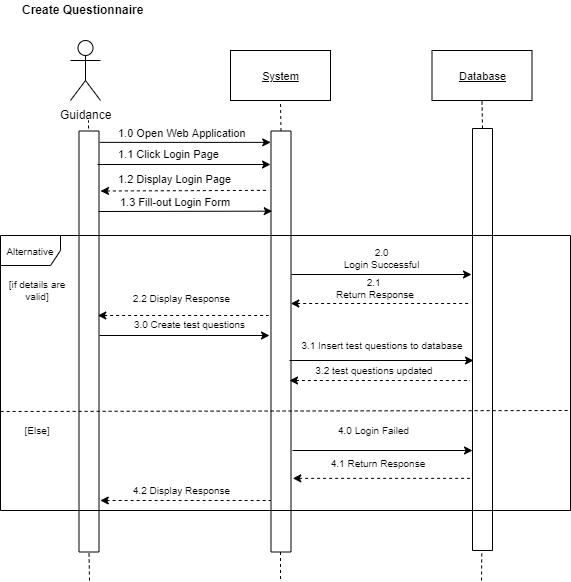 Create Questionnaire
System
Database
Guidance
1.0 Open Web Application
1.1 Click Login Page
1.2 Display Login Page
1.3 Fill-out Login Form
Alternative
[if details are
valid]
2.0
Login Successful
2.1
Return Response
2.2 Display Response
3.0 Create test questions
3.1 Insert test questions to database
3.2 test questions updated
[Else]
4.0 Login Failed
4.1 Return Response
4.2 Display Response